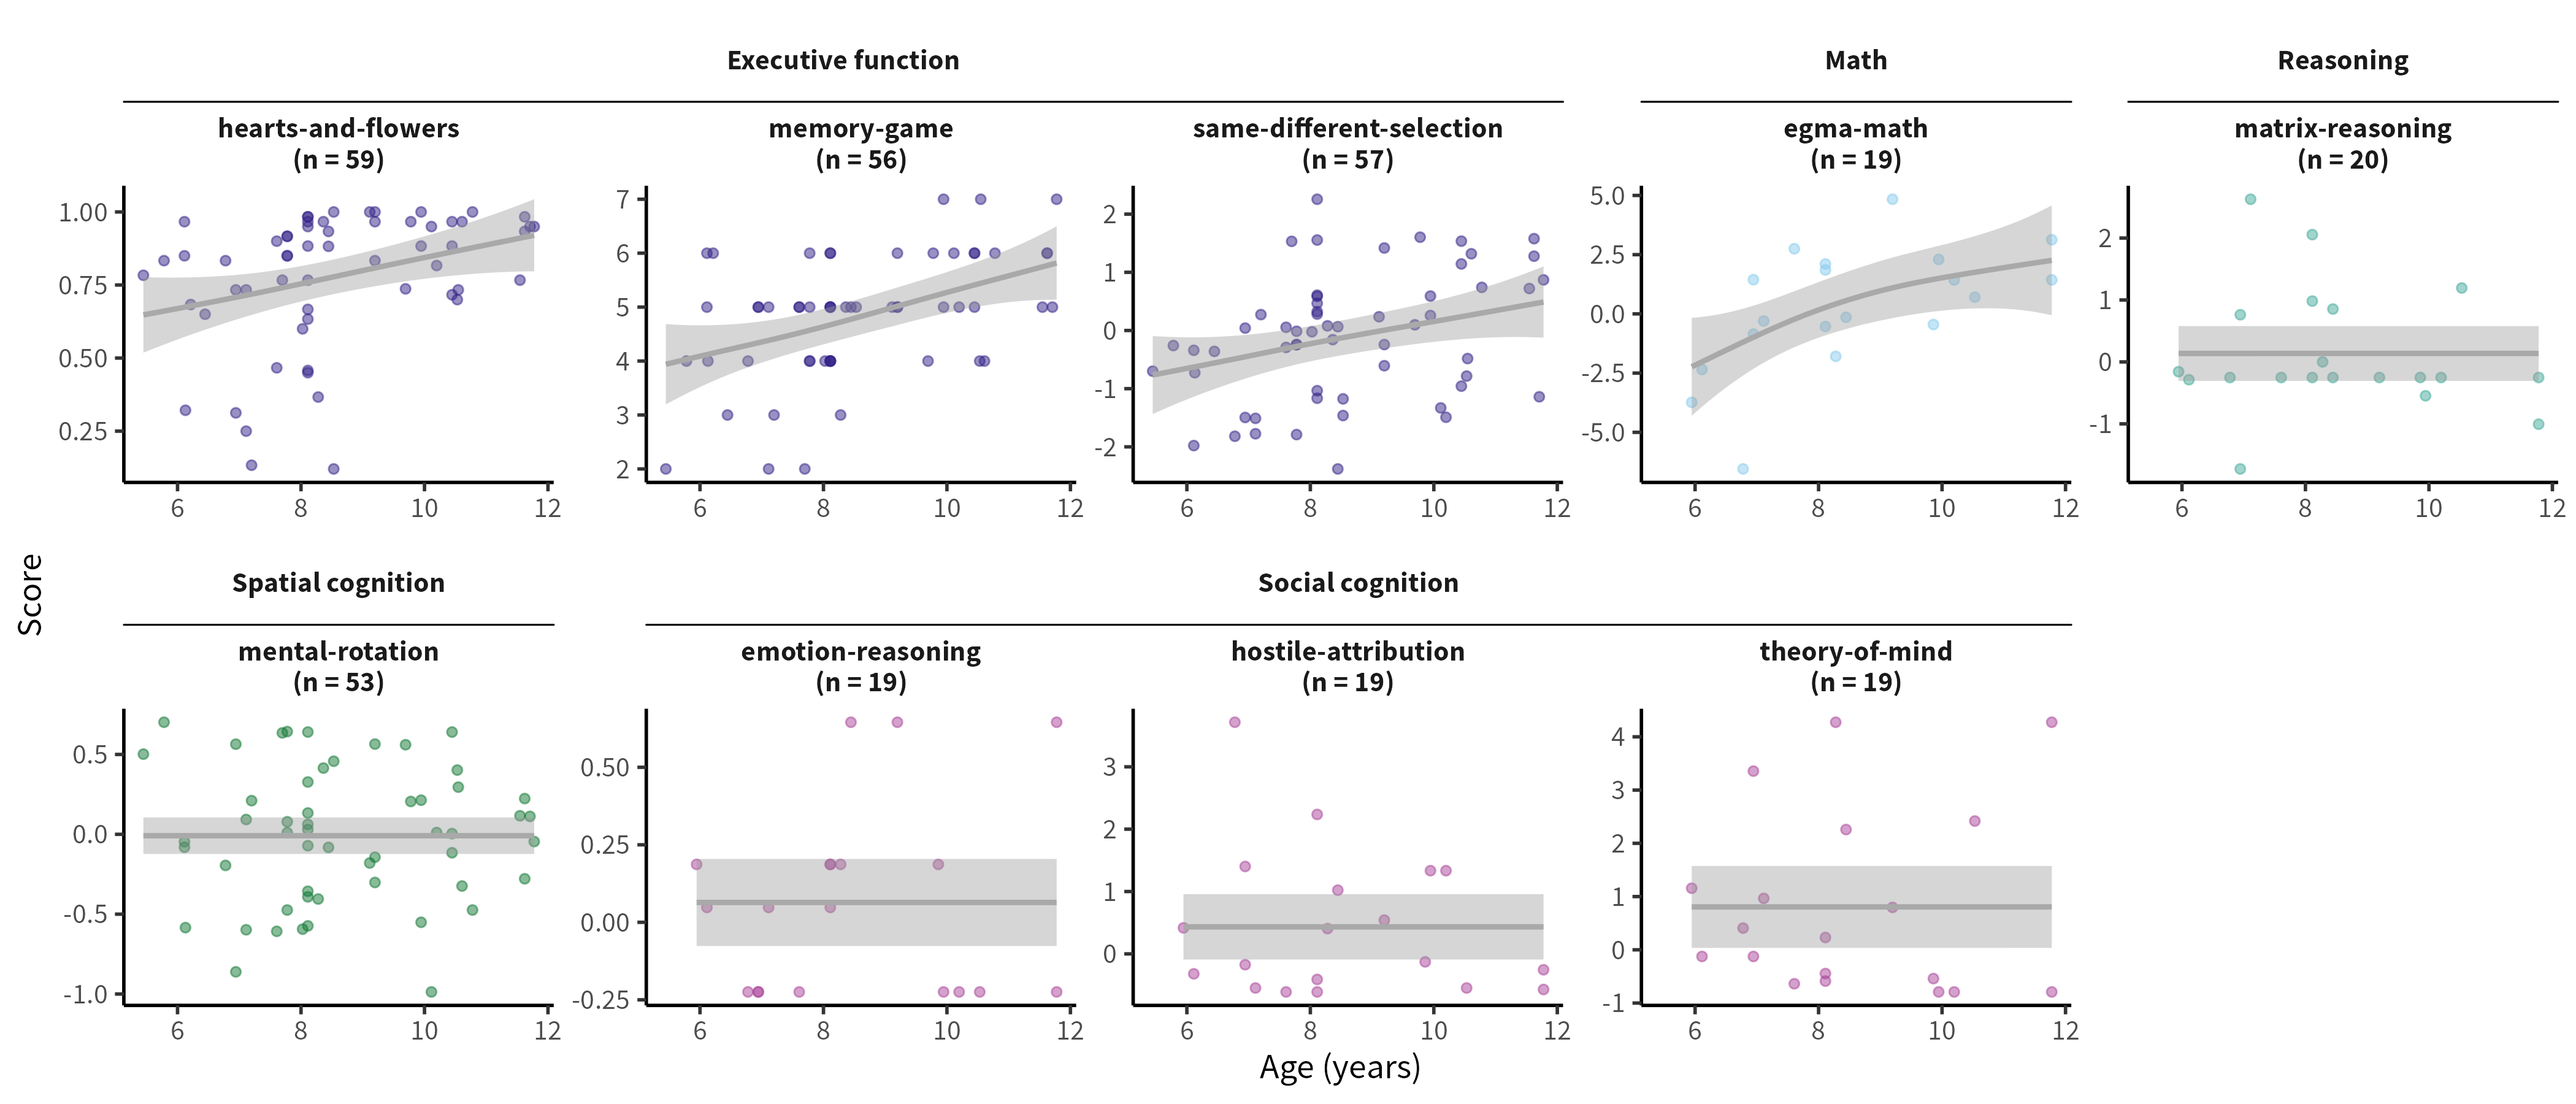 Executive function
Math
Reasoning
hearts-and-flowers
(n = 59)
memory-game
(n = 56)
same-different-selection
(n = 57)
egma-math
(n = 19)
matrix-reasoning
(n = 20)
1.00
0.75
0.50
0.25
6 8 10 12
7
6
5
4
3
2
6 8 10 12
2
1
0
-1
-2
6 8 10 12
5.0
2.5
0.0
-2.5
-5.0
6 8 10 12
2
1
0
-1
6 8 10 12
Score
Spatial cognition
Social cognition
mental-rotation
(n = 53)
emotion-reasoning
(n = 19)
hostile-attribution
(n = 19)
theory-of-mind
(n = 19)
0.5
0.0
-0.5
-1.0
6 8 10 12
0.50
0.25
0.00
-0.25
6 8 10 12
3
2
1
0
6 8 10 12
4
3
2
1
0
-1
6 8 10 12
Age (years)